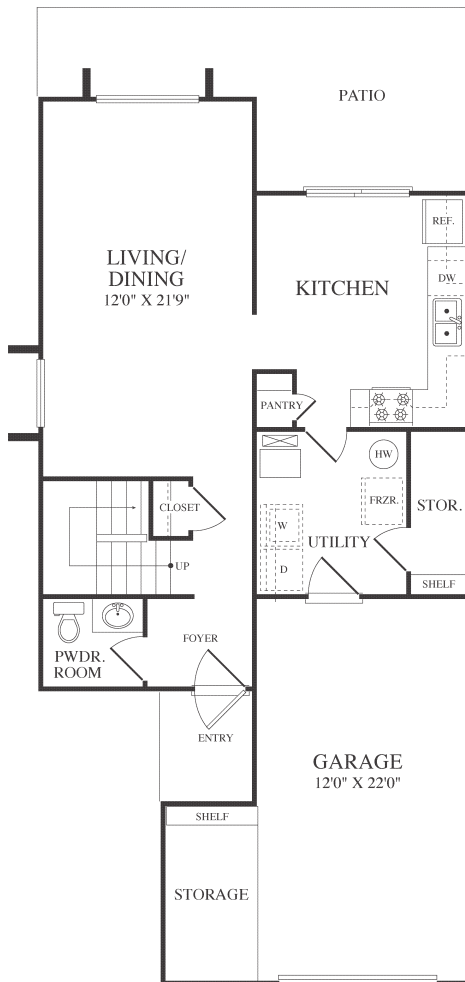 PATIO
REF.
LIVING/
DINING
12'0" X 21'9"
KITCHEN
DW
PANTRY
HW
CLOSET
FRZR.
STOR.
W
UTILITY
UP
D
SHELF
FOYER
PWDR.
ROOM
ENTRY
GARAGE
12'0" X 22'0"
SHELF
STORAGE